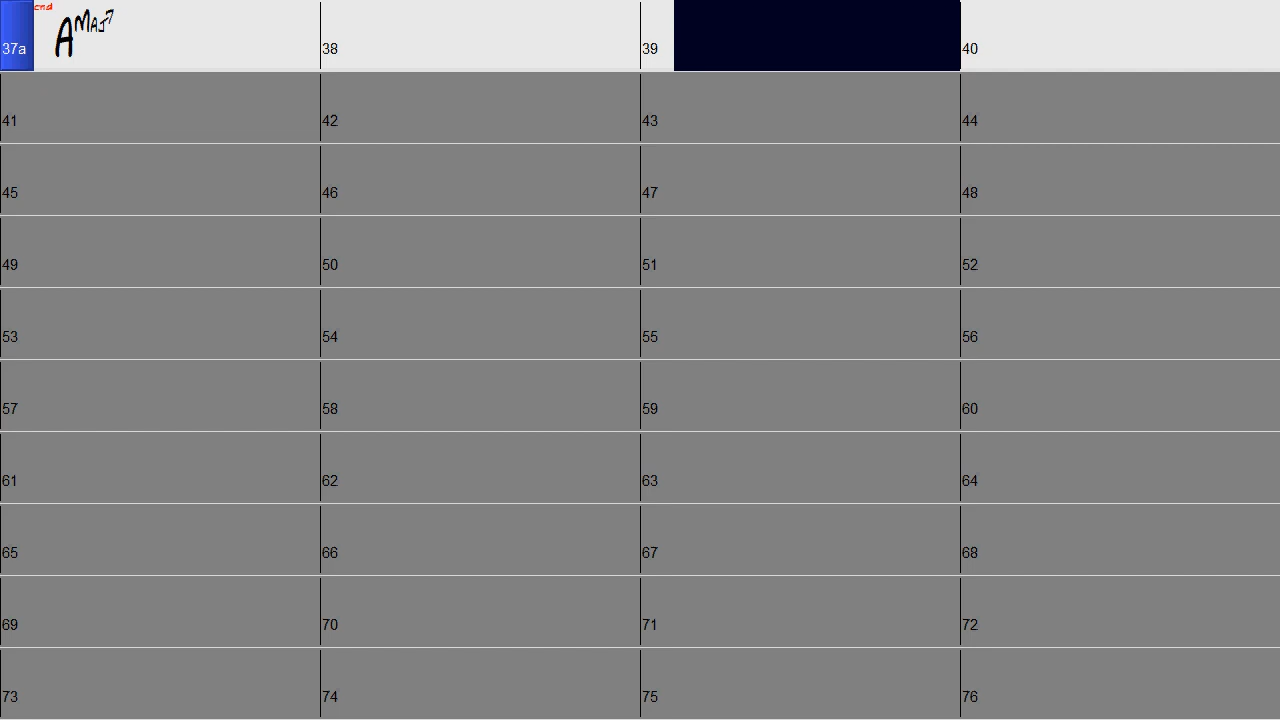 end
37a AMAJ7 38 39 40
41 42 43 44
45 46 47 48
49 50 51 52
53 54 55 56
57 58 59 60
61 62 63 64
65 66 67 68
69 70 71 72
73 74 75 76